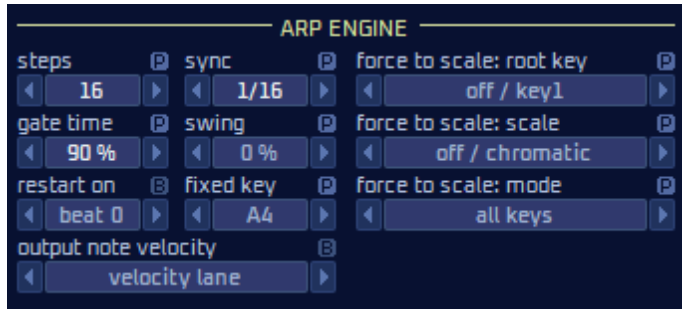 ARP ENGINE
steps P sync P force to scale: root key P
16 1/16 off / key1
gate time P swing P force to scale: scale P
90 % 0 % off / chromatic
restart on B fixed key P force to scale: mode P
beat 0 A4 all keys
output note velocity B
velocity lane